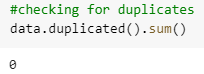 #checking for duplicates
data.duplicated().sum()
0